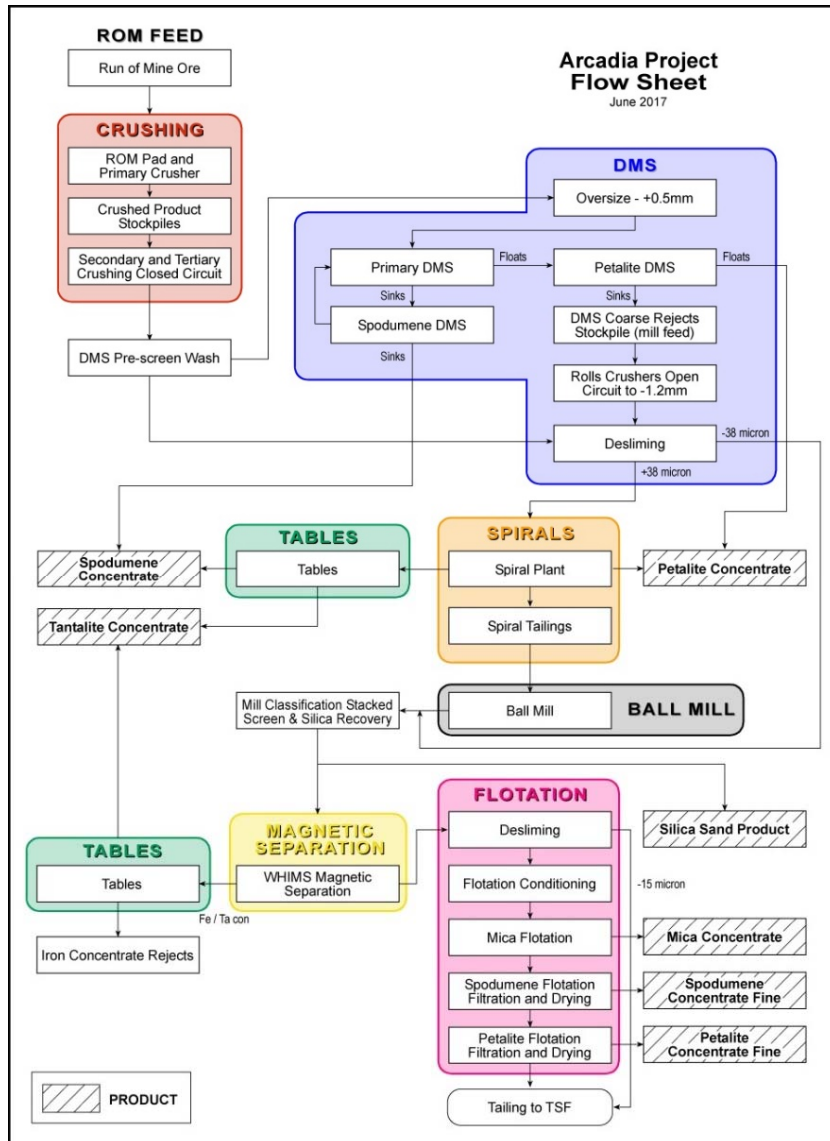 ROM FEED
Run of Mine Ore
Arcadia Project
Flow Sheet
June 2017
CRUSHING
ROM Pad and
Primary Crusher
Crushed Product
Stockpiles
Secondary and Tertiary
Crushing Closed Circuit
DMS Pre-screen Wash
DMS
Oversize - +0.5mm
Primary DMS
Floats
Petalite DMS
Floats
Sinks
Sinks
Spodumene DMS
DMS Coarse Rejects
Stockpile (mill feed)
Sinks
Rolls Crushers Open
Circuit to -1.2mm
Desliming
-38 micron
+38 micron
TABLES
SPIRALS
Spodumene
Concentrate
Tables
Spiral Plant
Petalite Concentrate
Tantalite Concentrate
Spiral Tailings
Mill Classification Stacked
Screen & Silica Recovery
Ball Mill
BALL MILL
FLOTATION
MAGNETIC
SEPARATION
Desliming
Silica Sand Product
TABLES
Tables
WHIMS Magnetic
Separation
Fe / Ta con
Flotation Conditioning
-15 micron
Iron Concentrate Rejects
Mica Flotation
Mica Concentrate
Spodumene Flotation
Filtration and Drying
Spodumene
Concentrate Fine
Petalite Flotation
Filtration and Drying
Petalite
Concentrate Fine
Tailing to TSF
PRODUCT